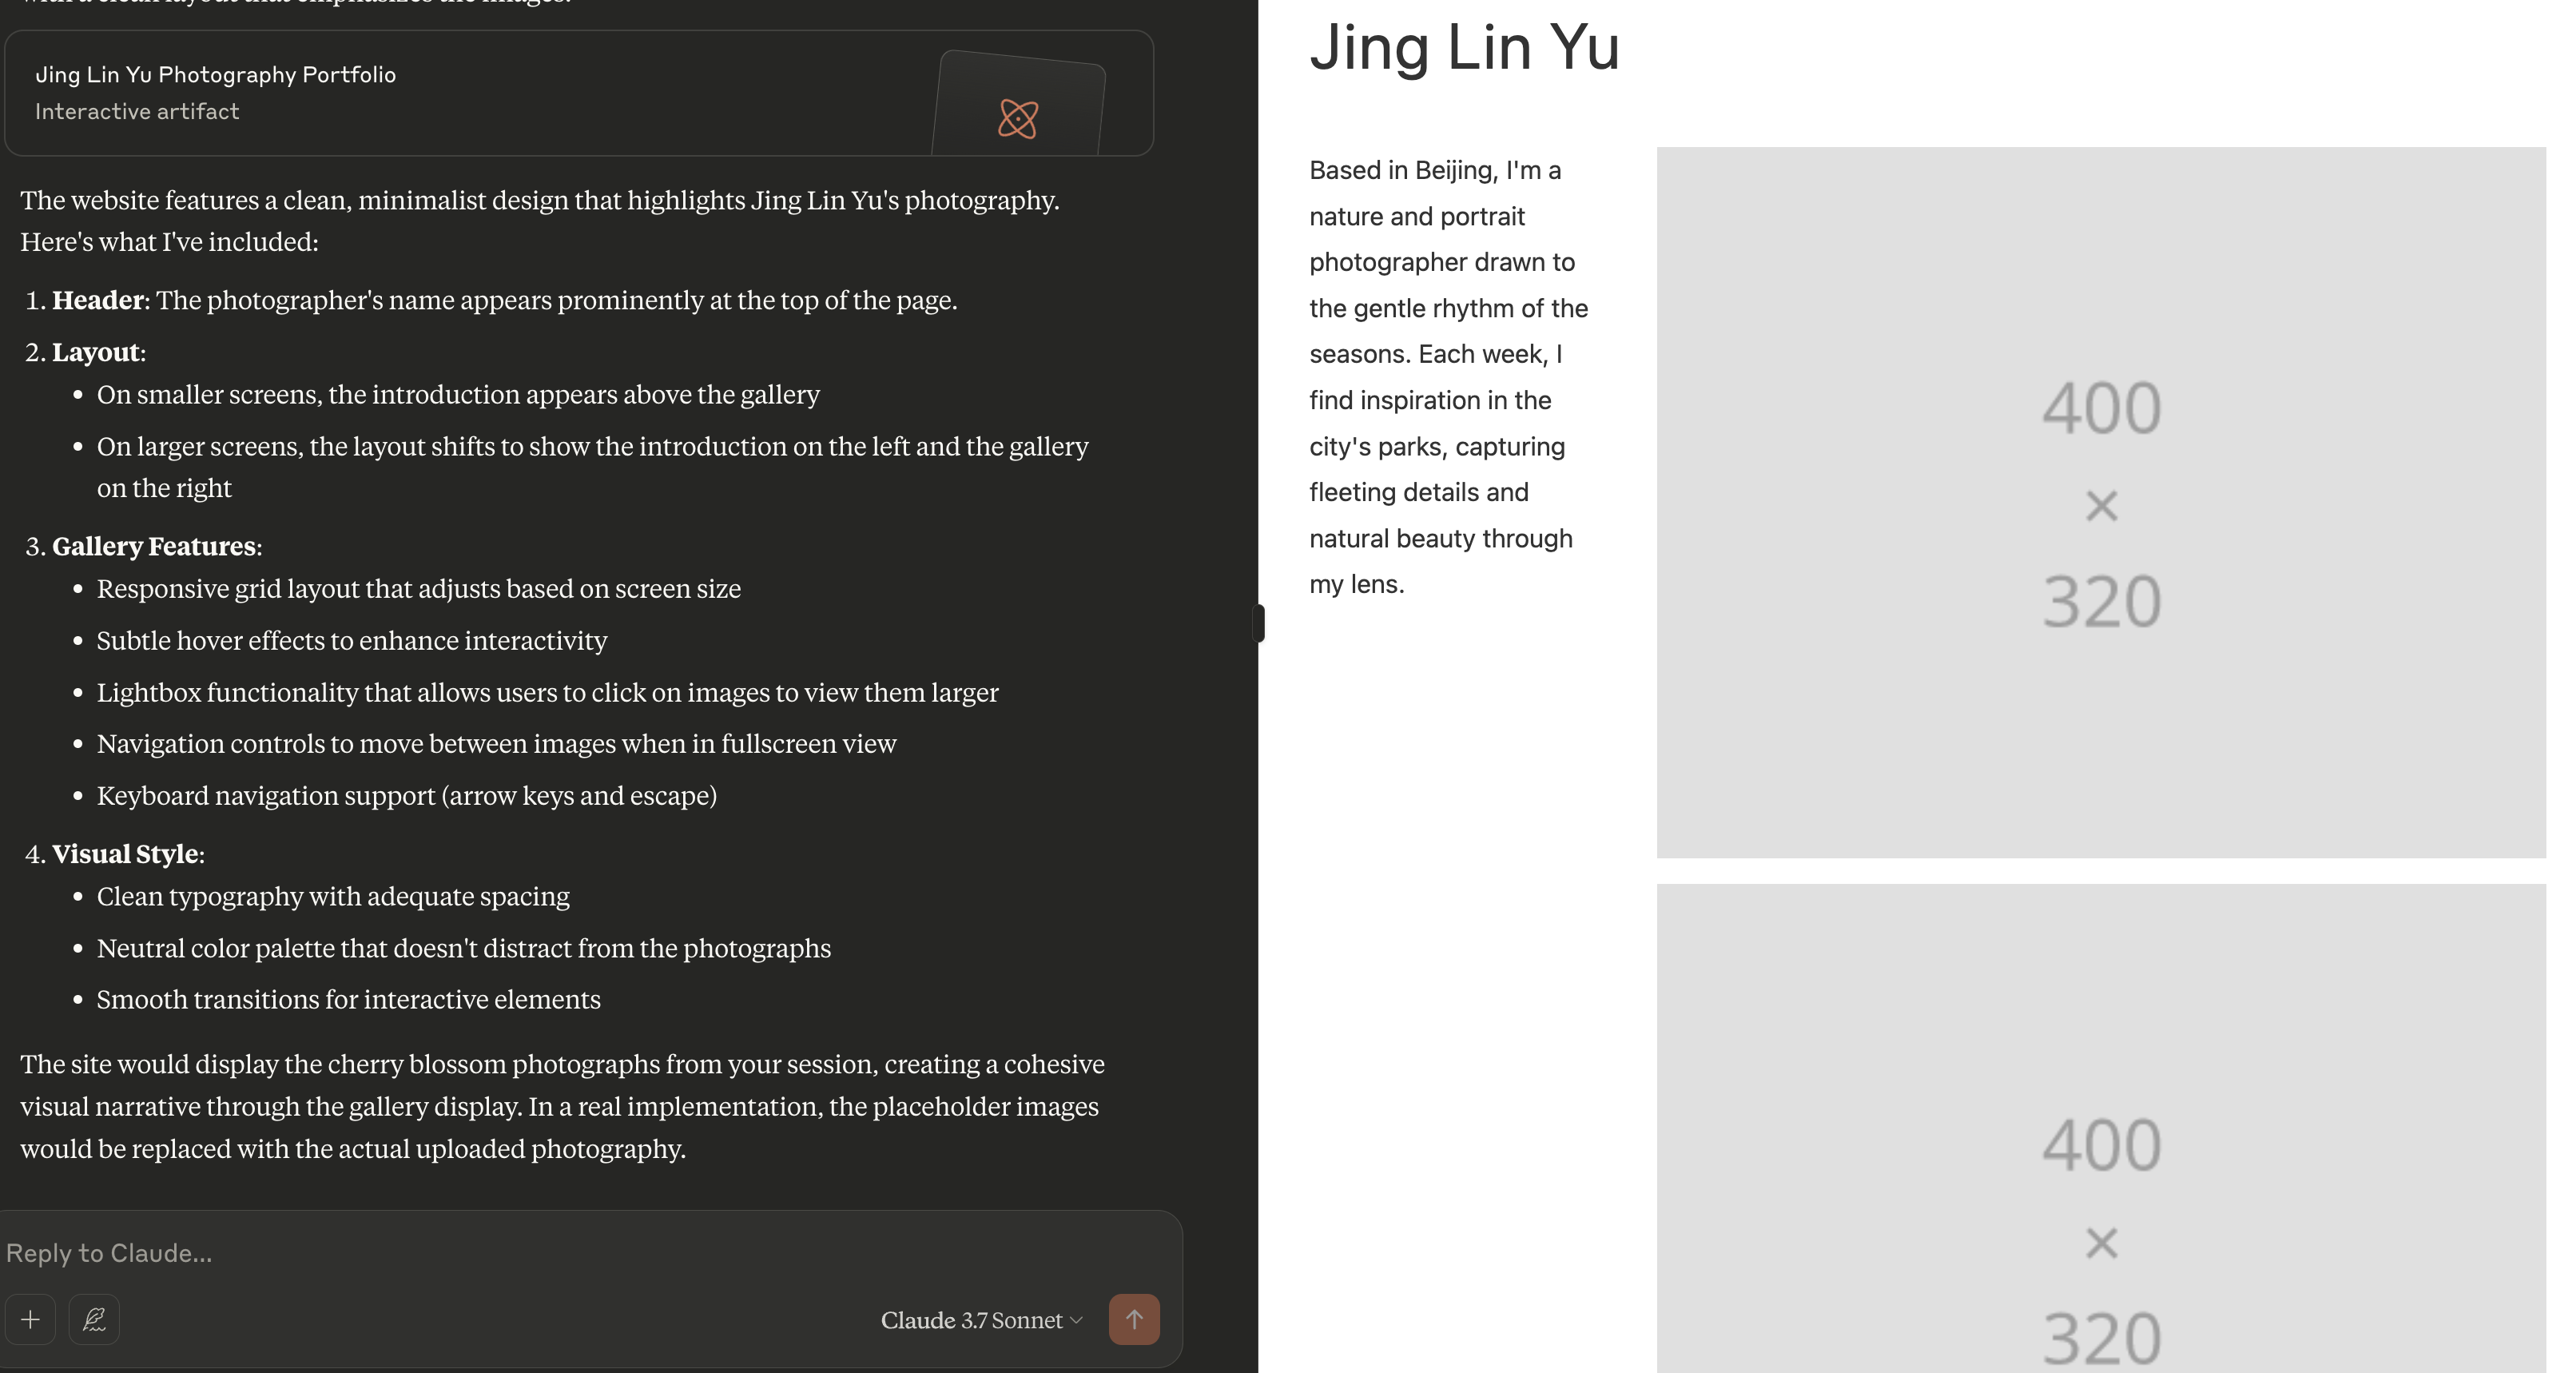 Jing Lin Yu Photography Portfolio
Interactive artifact
The website features a clean, minimalist design that highlights Jing Lin Yu's photography.
Here's what I've included:
1. Header: The photographer's name appears prominently at the top of the page.
2. Layout:
• On smaller screens, the introduction appears above the gallery
• On larger screens, the layout shifts to show the introduction on the left and the gallery
on the right
3. Gallery Features:
• Responsive grid layout that adjusts based on screen size
• Subtle hover effects to enhance interactivity
• Lightbox functionality that allows users to click on images to view them larger
• Navigation controls to move between images when in fullscreen view
• Keyboard navigation support (arrow keys and escape)
4. Visual Style:
• Clean typography with adequate spacing
• Neutral color palette that doesn't distract from the photographs
• Smooth transitions for interactive elements
The site would display the cherry blossom photographs from your session, creating a cohesive
visual narrative through the gallery display. In a real implementation, the placeholder images
would be replaced with the actual uploaded photography.
Reply to Claude...
Claude 3.7 Sonnet
Jing Lin Yu
Based in Beijing, I'm a
nature and portrait
photographer drawn to
the gentle rhythm of the
seasons. Each week, I
find inspiration in the
city's parks, capturing
fleeting details and
natural beauty through
my lens.
400
×
320
400
×
320